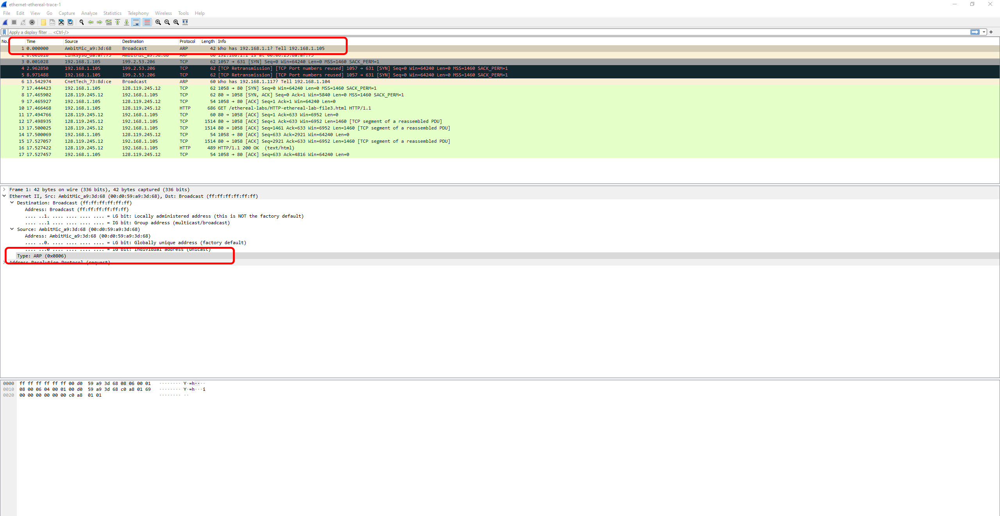 ethernet-ethereal-trace-1
File Edit View Go Capture Analyze Statistics Telephony Wireless Tools Help
Apply a display filter ... <Ctrl-/>
No. Time Source Destination Protocol Length Info
1 0.000000 AmbitMic_a9:3d:68 Broadcast ARP 42 Who has 192.168.1.1? Tell 192.168.1.105
2 0.001018 LinksysG_da:af:73 AmbitMic_a9:3d:68 ARP 60 192.168.1.1 is at 00:06:25:da:af:73
3 0.001028 192.168.1.105 199.2.53.206 TCP 62 1057 → 631 [SYN] Seq=0 Win=64240 Len=0 MSS=1460 SACK_PERM=1
4 2.962850 192.168.1.105 199.2.53.206 TCP 62 [TCP Retransmission] [TCP Port numbers reused] 1057 → 631 [SYN] Seq=0 Win=64240 Len=0 MSS=1460 SACK_PERM=1
5 8.971488 192.168.1.105 199.2.53.206 TCP 62 [TCP Retransmission] [TCP Port numbers reused] 1057 → 631 [SYN] Seq=0 Win=64240 Len=0 MSS=1460 SACK_PERM=1
6 13.542974 CnetTech_73:8d:ce Broadcast ARP 60 Who has 192.168.1.117? Tell 192.168.1.104
7 17.444423 192.168.1.105 128.119.245.12 TCP 62 1058 → 80 [SYN] Seq=0 Win=64240 Len=0 MSS=1460 SACK_PERM=1
8 17.465902 128.119.245.12 192.168.1.105 TCP 62 80 → 1058 [SYN, ACK] Seq=0 Ack=1 Win=5840 Len=0 MSS=1460 SACK_PERM=1
9 17.465927 192.168.1.105 128.119.245.12 TCP 54 1058 → 80 [ACK] Seq=1 Ack=1 Win=64240 Len=0
10 17.466468 192.168.1.105 128.119.245.12 HTTP 686 GET /ethereal-labs/HTTP-ethereal-lab-file3.html HTTP/1.1
11 17.494766 128.119.245.12 192.168.1.105 TCP 60 80 → 1058 [ACK] Seq=1 Ack=633 Win=6952 Len=0
12 17.498935 128.119.245.12 192.168.1.105 TCP 1514 80 → 1058 [ACK] Seq=1 Ack=633 Win=6952 Len=1460 [TCP segment of a reassembled PDU]
13 17.500025 128.119.245.12 192.168.1.105 TCP 1514 80 → 1058 [ACK] Seq=1461 Ack=633 Win=6952 Len=1460 [TCP segment of a reassembled PDU]
14 17.500069 192.168.1.105 128.119.245.12 TCP 54 1058 → 80 [ACK] Seq=633 Ack=2921 Win=64240 Len=0
15 17.527057 128.119.245.12 192.168.1.105 TCP 1514 80 → 1058 [ACK] Seq=2921 Ack=633 Win=6952 Len=1460 [TCP segment of a reassembled PDU]
16 17.527422 128.119.245.12 192.168.1.105 HTTP 489 HTTP/1.1 200 OK (text/html)
17 17.527457 192.168.1.105 128.119.245.12 TCP 54 1058 → 80 [ACK] Seq=633 Ack=4816 Win=64240 Len=0
Frame 1: 42 bytes on wire (336 bits), 42 bytes captured (336 bits)
Ethernet II, Src: AmbitMic_a9:3d:68 (00:d0:59:a9:3d:68), Dst: Broadcast (ff:ff:ff:ff:ff:ff)
Destination: Broadcast (ff:ff:ff:ff:ff:ff)
Address: Broadcast (ff:ff:ff:ff:ff:ff)
.... ..1. .... .... .... .... = LG bit: Locally administered address (this is NOT the factory default)
.... ...1 .... .... .... .... = IG bit: Group address (multicast/broadcast)
Source: AmbitMic_a9:3d:68 (00:d0:59:a9:3d:68)
Address: AmbitMic_a9:3d:68 (00:d0:59:a9:3d:68)
.... ..0. .... .... .... .... = LG bit: Globally unique address (factory default)
.... ...0 .... .... .... .... = IG bit: Individual address (unicast)
Type: ARP (0x0806)
Address Resolution Protocol (request)
0000 ff ff ff ff ff ff 00 d0 59 a9 3d 68 08 06 00 01 ········ Y·=h····
0010 08 00 06 04 00 01 00 d0 59 a9 3d 68 c0 a8 01 69 ········ Y·=h···i
0020 00 00 00 00 00 00 c0 a8 01 01 ········ ··